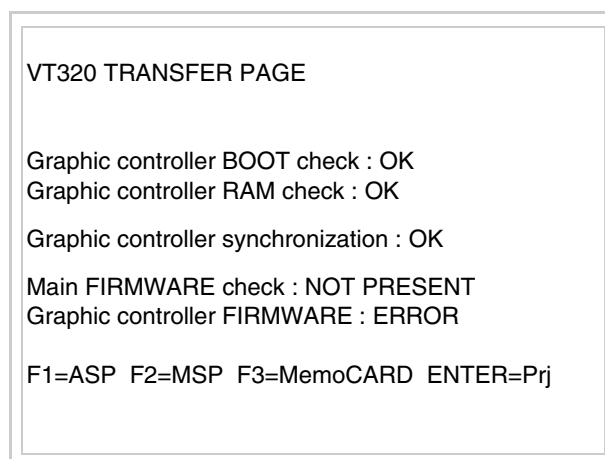 VT320 TRANSFER PAGE
Graphic controller BOOT check : OK
Graphic controller RAM check : OK
Graphic controller synchronization : OK
Main FIRMWARE check : NOT PRESENT
Graphic controller FIRMWARE : ERROR
F1=ASP F2=MSP F3=MemoCARD ENTER=Prj